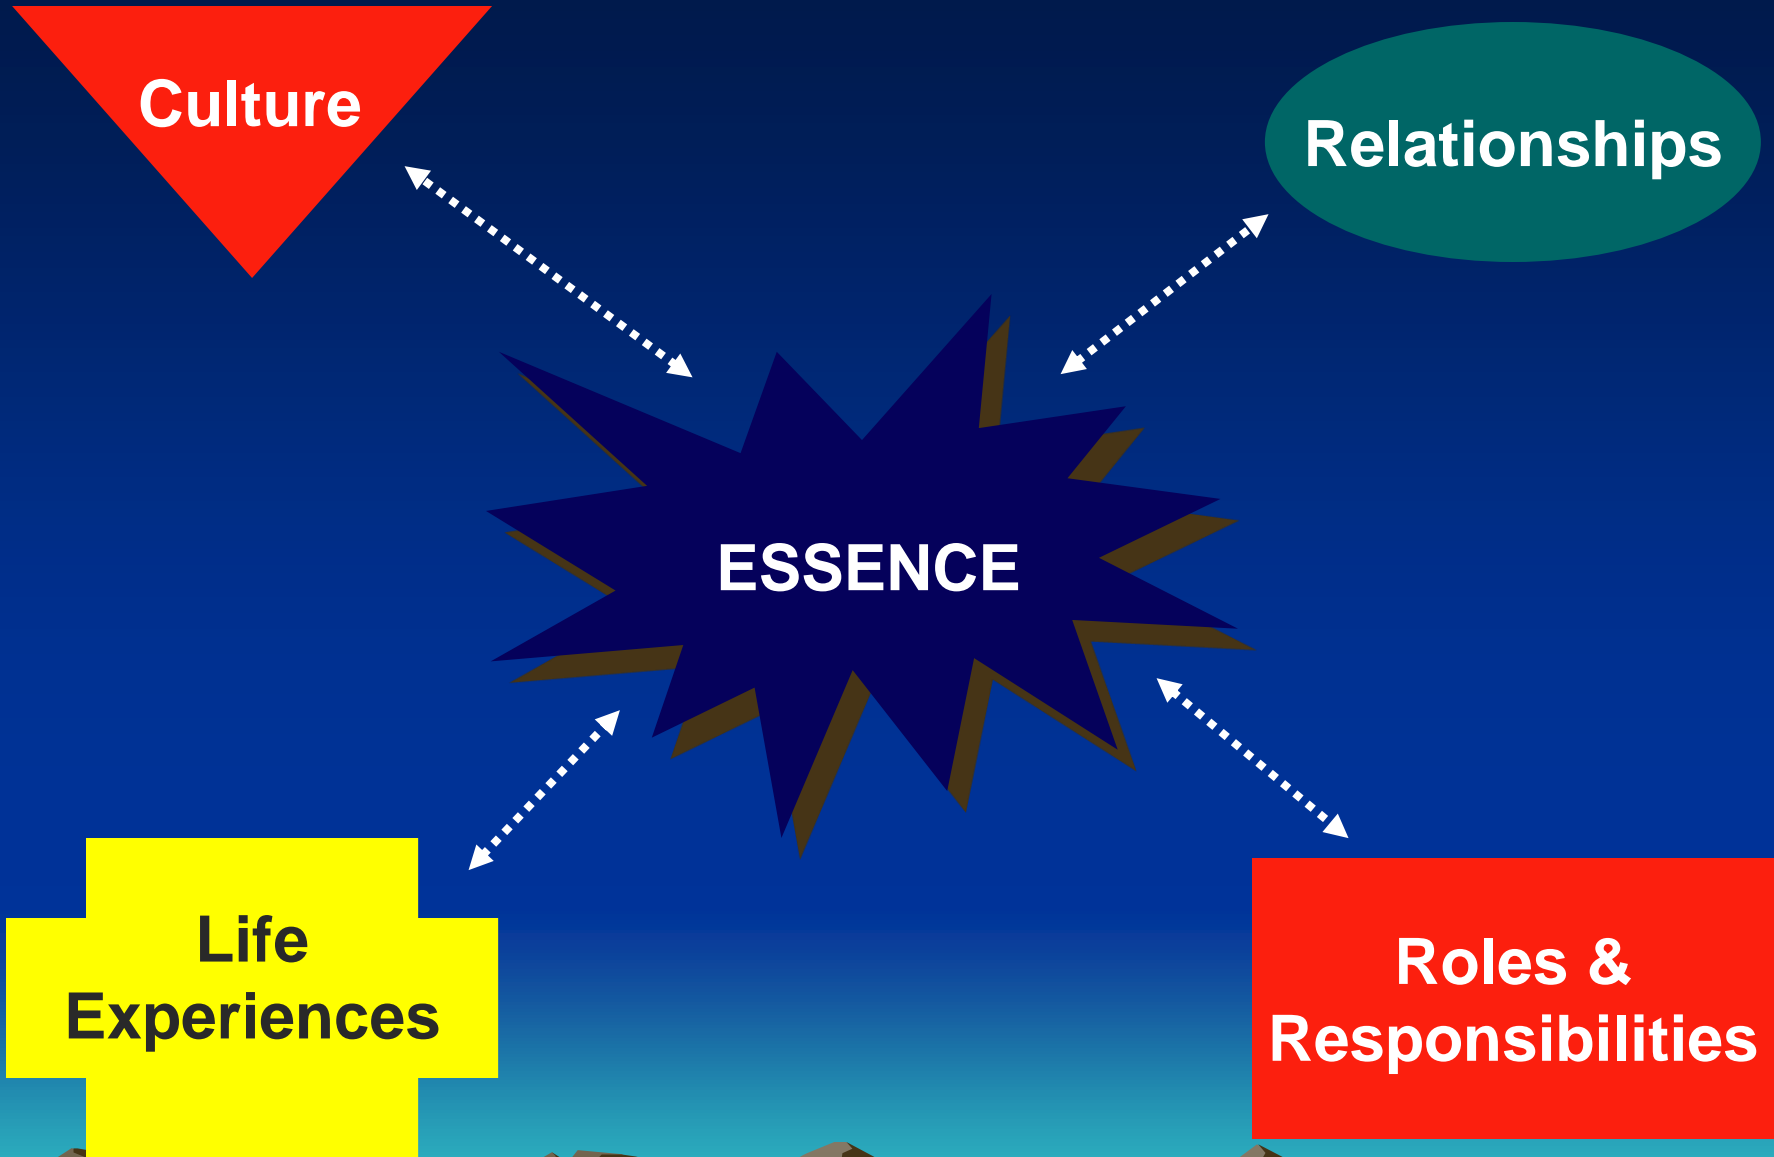 Culture
Relationships
ESSENCE
Life
Experiences
Roles &
Responsibilities